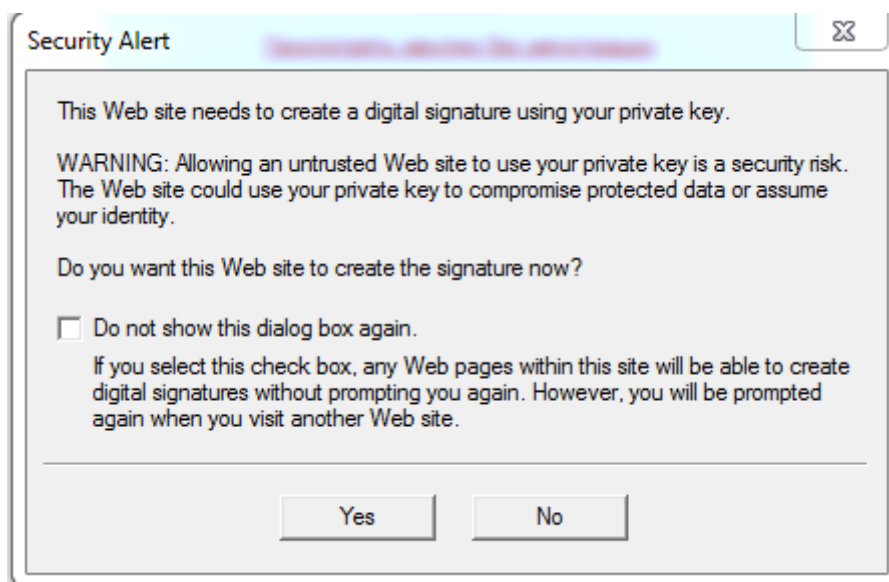 Security Alert
This Web site needs to create a digital signature using your private key.
WARNING: Allowing an untrusted Web site to use your private key is a security risk.
The Web site could use your private key to compromise protected data or assume
your identity.
Do you want this Web site to create the signature now?
Do not show this dialog box again.
If you select this check box, any Web pages within this site will be able to create
digital signatures without prompting you again. However, you will be prompted
again when you visit another Web site.
Yes
No